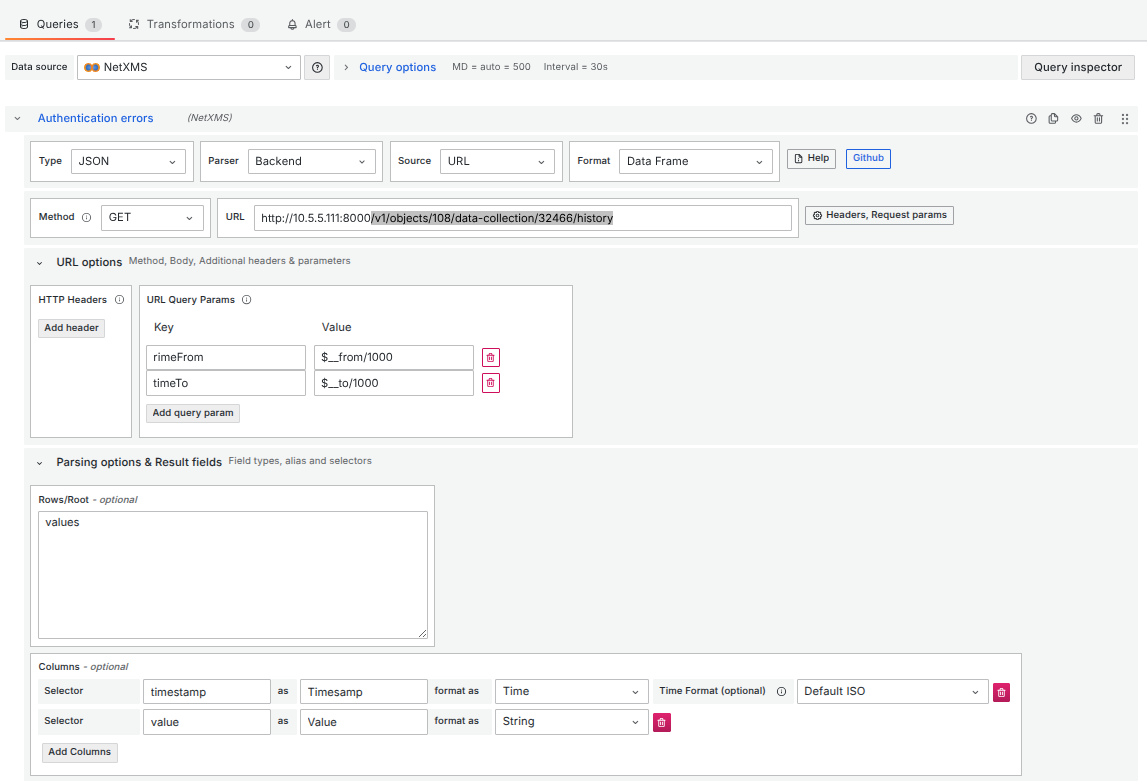 Queries 1 Transformations 0 Alert 0
Data source NetXMS Query options MD = auto = 500 Interval = 30s Query inspector
Authentication errors (NetXMS)
Type JSON Parser Backend Source URL Format Data Frame Help Github
Method GET URL http://10.5.5.111:8000/v1/objects/108/data-collection/32466/history Headers, Request params
URL options Method, Body, Additional headers & parameters
HTTP Headers URL Query Params
Add header Key Value
rimeFrom $__from/1000
timeTo $__to/1000
Add query param
Parsing options & Result fields Field types, alias and selectors
Rows/Root - optional
values
Columns - optional
Selector timestamp as Timesamp format as Time Time Format (optional) Default ISO
Selector value as Value format as String
Add Columns